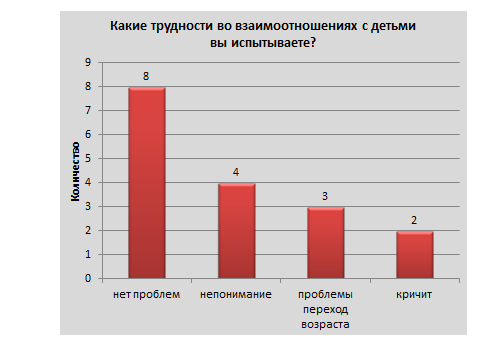 Какие трудности во взаимоотношениях с детьми
вы испытываете?
Количество
9
8
7
6
5
4
3
2
1
0
8
4
3
2
нет проблем
непонимание
проблемы
переход
возраста
кричит